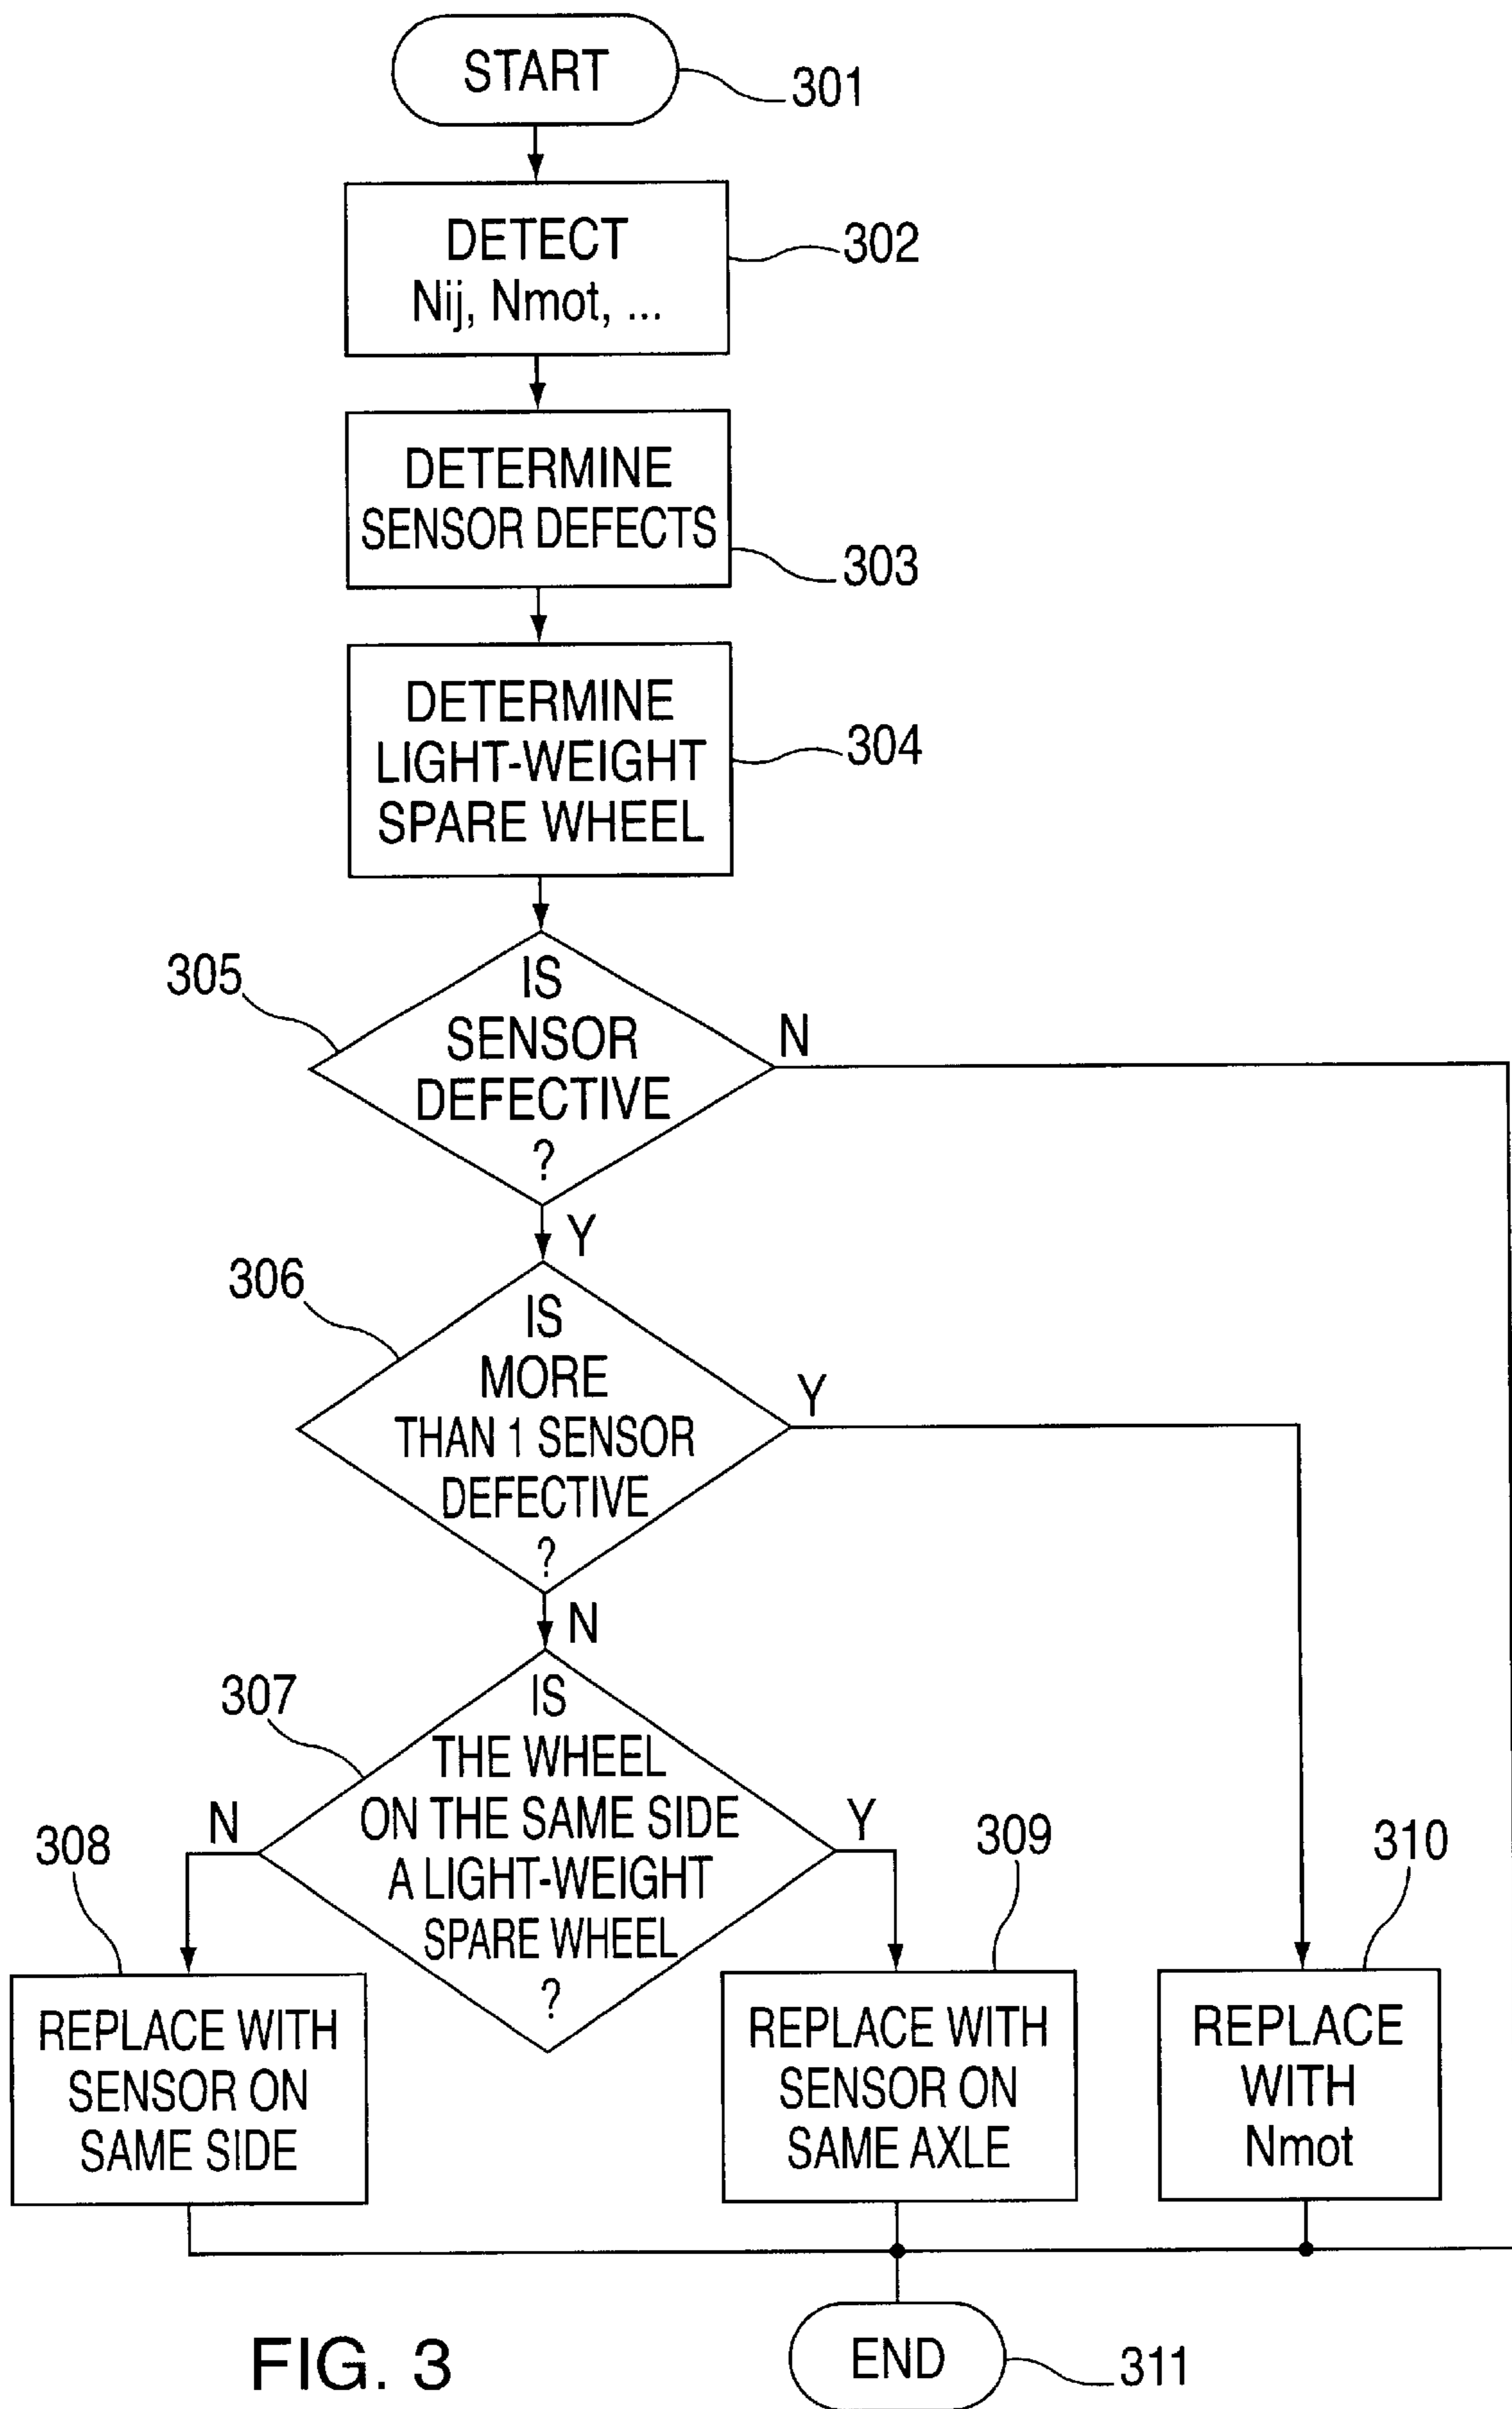 START
301
DETECT
Nij, Nmot, ...
302
DETERMINE
SENSOR DEFECTS
303
DETERMINE
LIGHT-WEIGHT
SPARE WHEEL
304
305
IS
SENSOR
DEFECTIVE
?
N
Y
306
IS
MORE
THAN 1 SENSOR
DEFECTIVE
?
Y
N
307
IS
THE WHEEL
ON THE SAME SIDE
A LIGHT-WEIGHT
SPARE WHEEL
?
N
Y
308
REPLACE WITH
SENSOR ON
SAME SIDE
309
REPLACE WITH
SENSOR ON
SAME AXLE
310
REPLACE
WITH
Nmot
END
311
FIG. 3